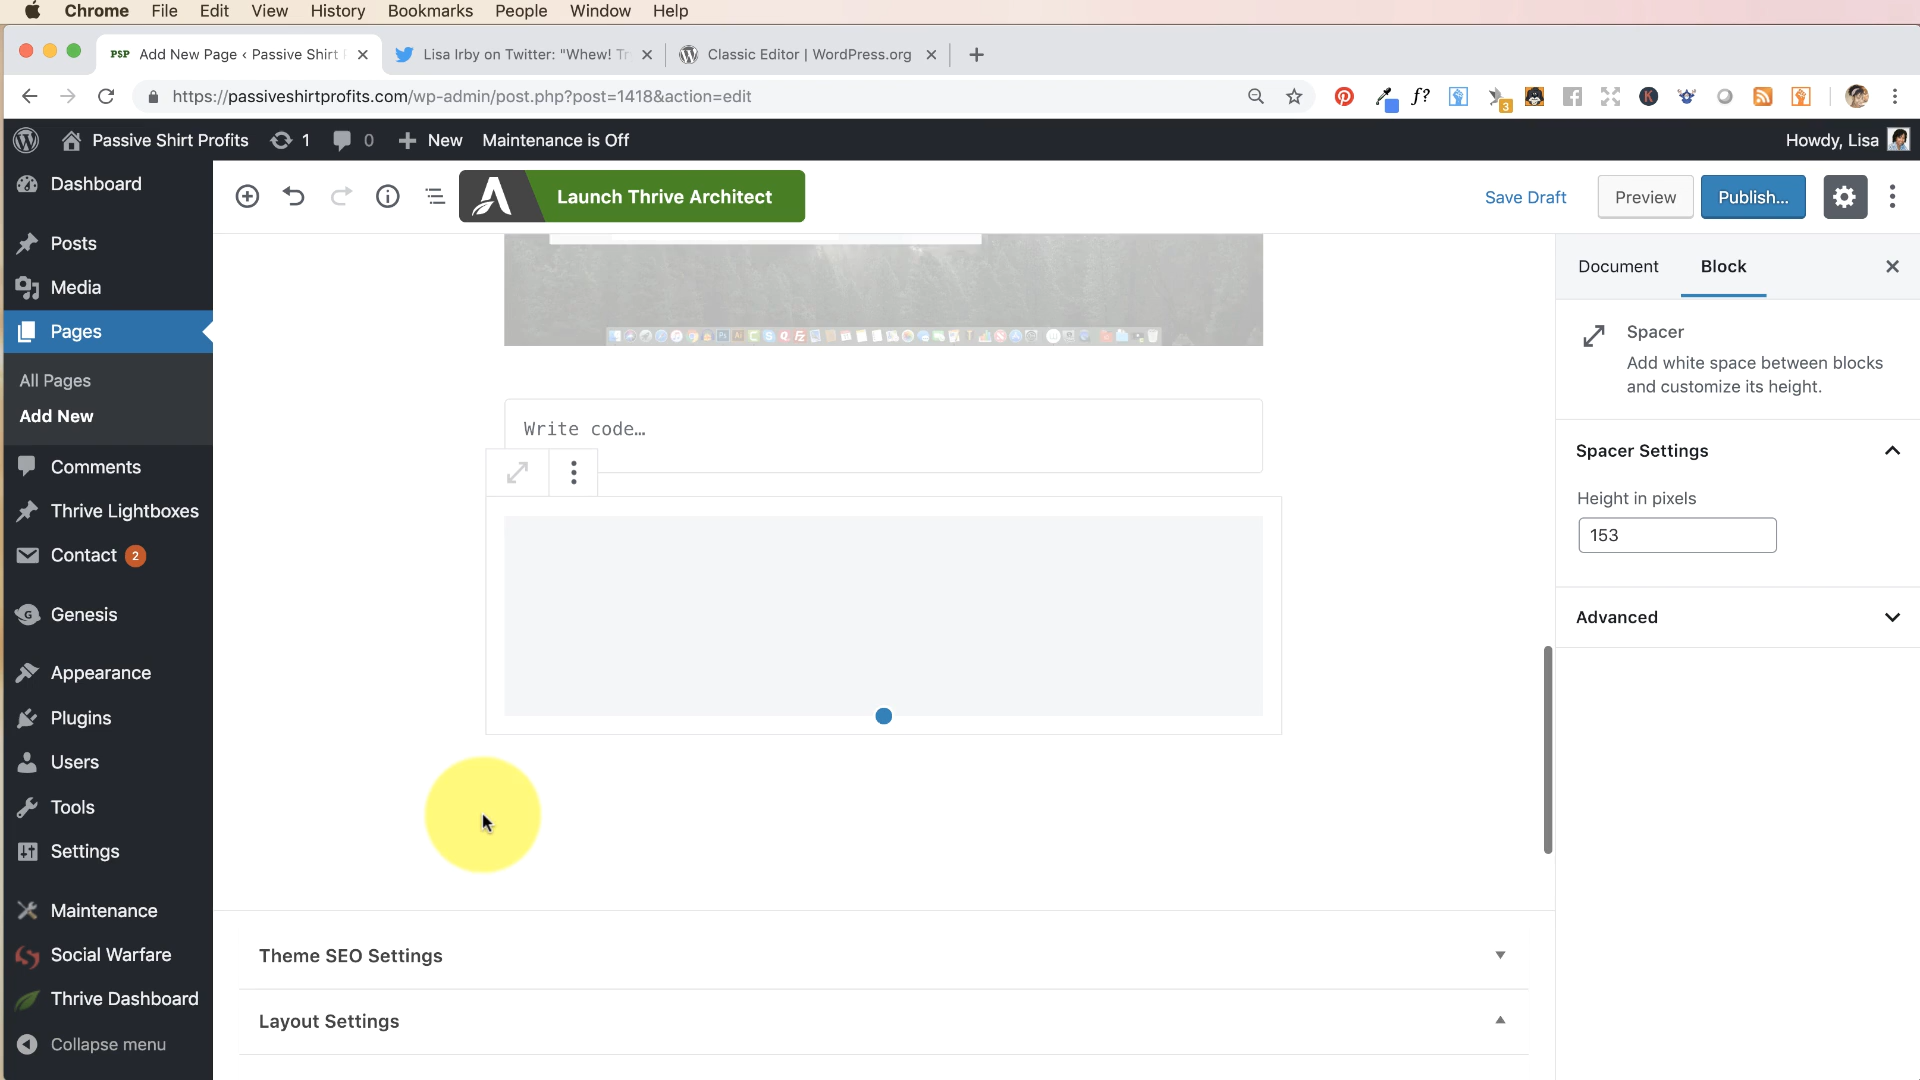 Chrome File Edit View History Bookmarks People Window Help
PSP Add New Page ‹ Passive Shirt Lisa Irby on Twitter: "Whew! Classic Editor | WordPress.org
https://passiveshirtprofits.com/wp-admin/post.php?post=1418&action=edit
f?
3
K
Passive Shirt Profits 1 0 New Maintenance is Off Howdy, Lisa
Dashboard
Launch Thrive Architect Save Draft Preview Publish...
Posts
Media
Pages
All Pages
Add New
Comments
Thrive Lightboxes
Contact 2
Genesis
Appearance
Plugins
Users
Tools
Settings
Maintenance
Social Warfare
Thrive Dashboard
Collapse menu
Write code…
Theme SEO Settings
Layout Settings
Document Block
Spacer
Add white space between blocks
and customize its height.
Spacer Settings
Height in pixels
153
Advanced